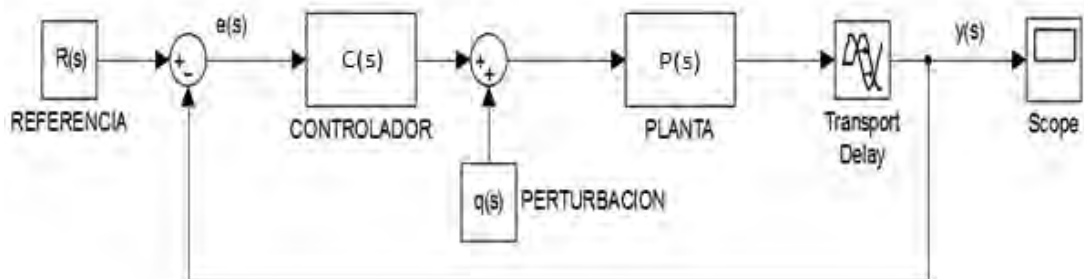 e(s)
y(s)
R(s)
+
-
C(s)
+
+
P(s)
REFERENCIA
CONTROLADOR
PLANTA
Transport
Delay
Scope
q(s)
PERTURBACION